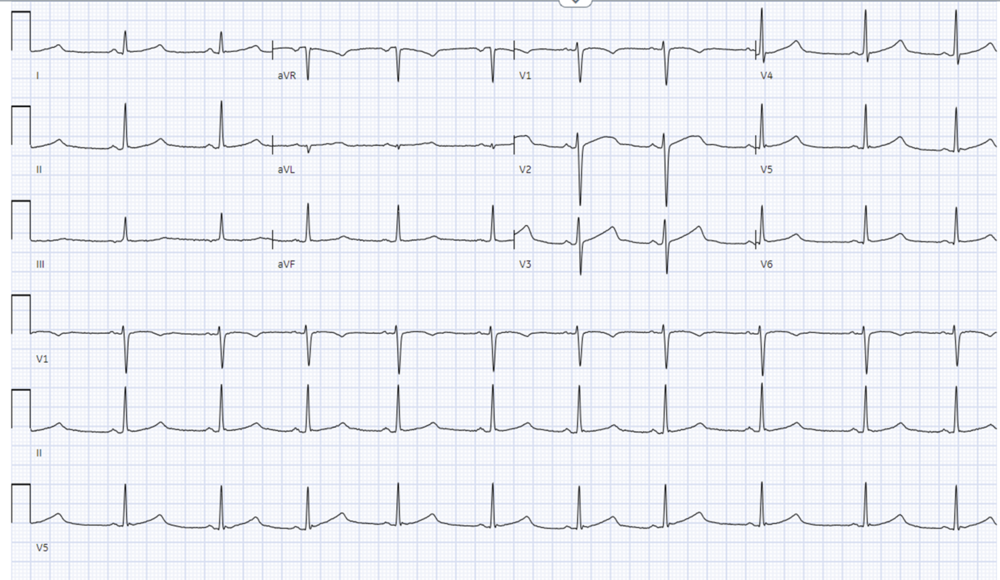 I aVR V1 V4
II aVL V2 V5
III aVF V3 V6
V1
II
V5